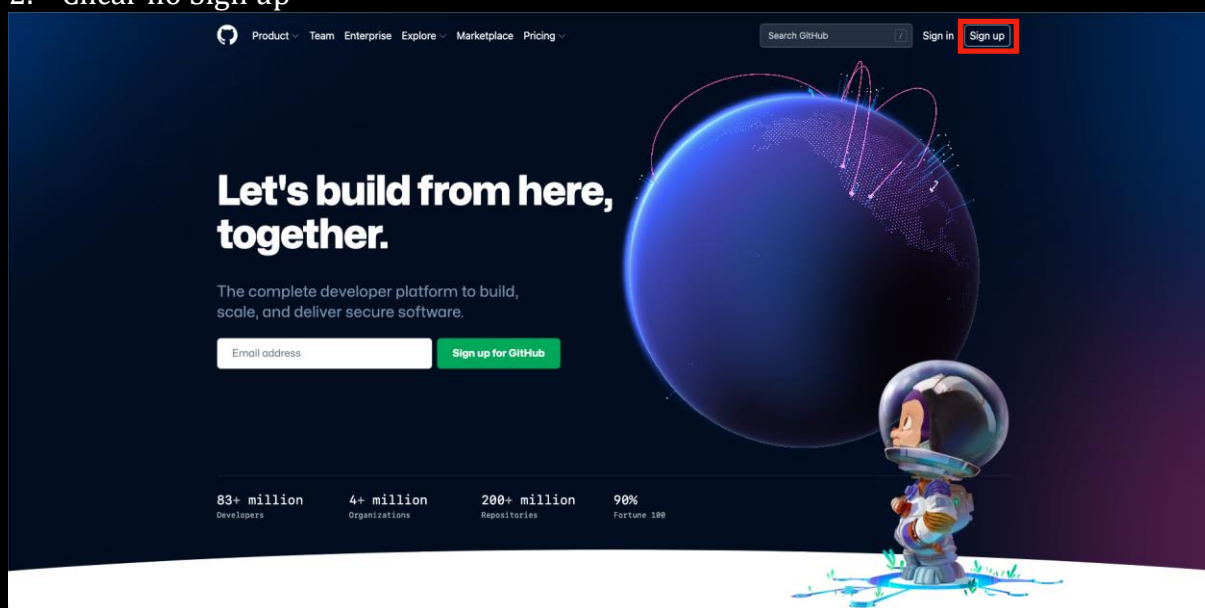 2. Clicar no Sign up
Product Team Enterprise Explore Marketplace Pricing Search GitHub / Sign in Sign up
Let's build from here,
together.
The complete developer platform to build,
scale, and deliver secure software.
Email address Sign up for GitHub
83+ million 4+ million 200+ million 90%
Developers Organizations Repositories Fortune 100